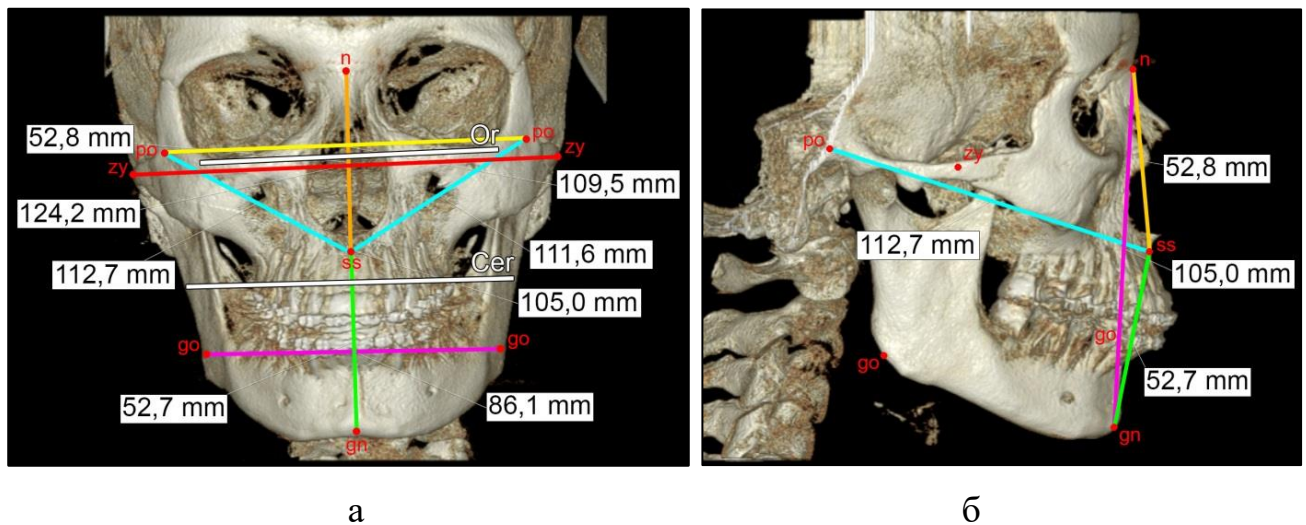 n
Or
52,8 mm
po
po
zy
zy
109,5 mm
124,2 mm
ss
111,6 mm
Cer
112,7 mm
105,0 mm
go
go
52,7 mm
86,1 mm
gn
n
po
zy
52,8 mm
112,7 mm
ss
105,0 mm
go
go
52,7 mm
gn
а
б